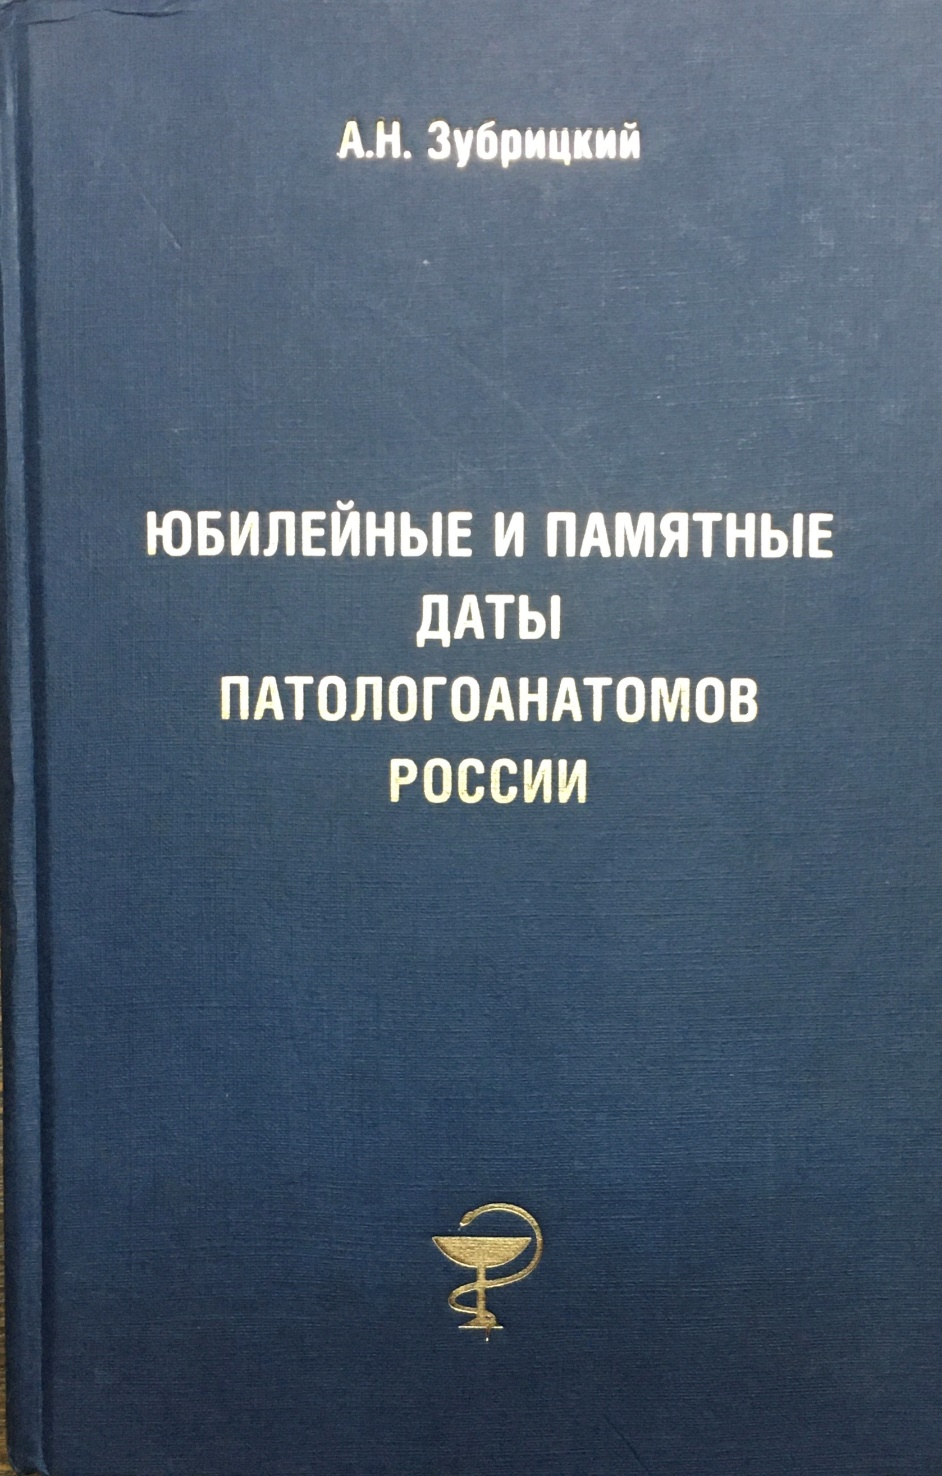 А.Н. Зубрицкий
ЮБИЛЕЙНЫЕ И ПАМЯТНЫЕ
ДАТЫ
ПАТОЛОГОАНАТОМОВ
РОССИИ